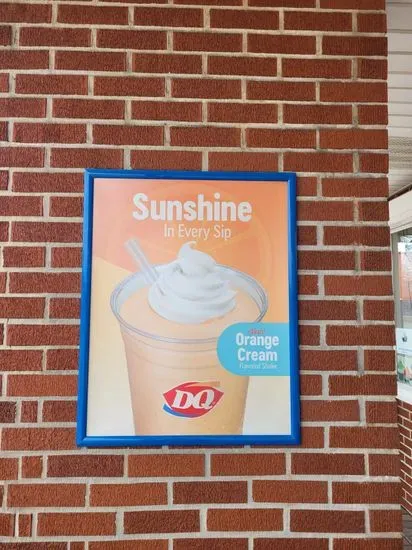 Sunshine
In Every Sip
Orange
Cream
Flavored Shake
DQ